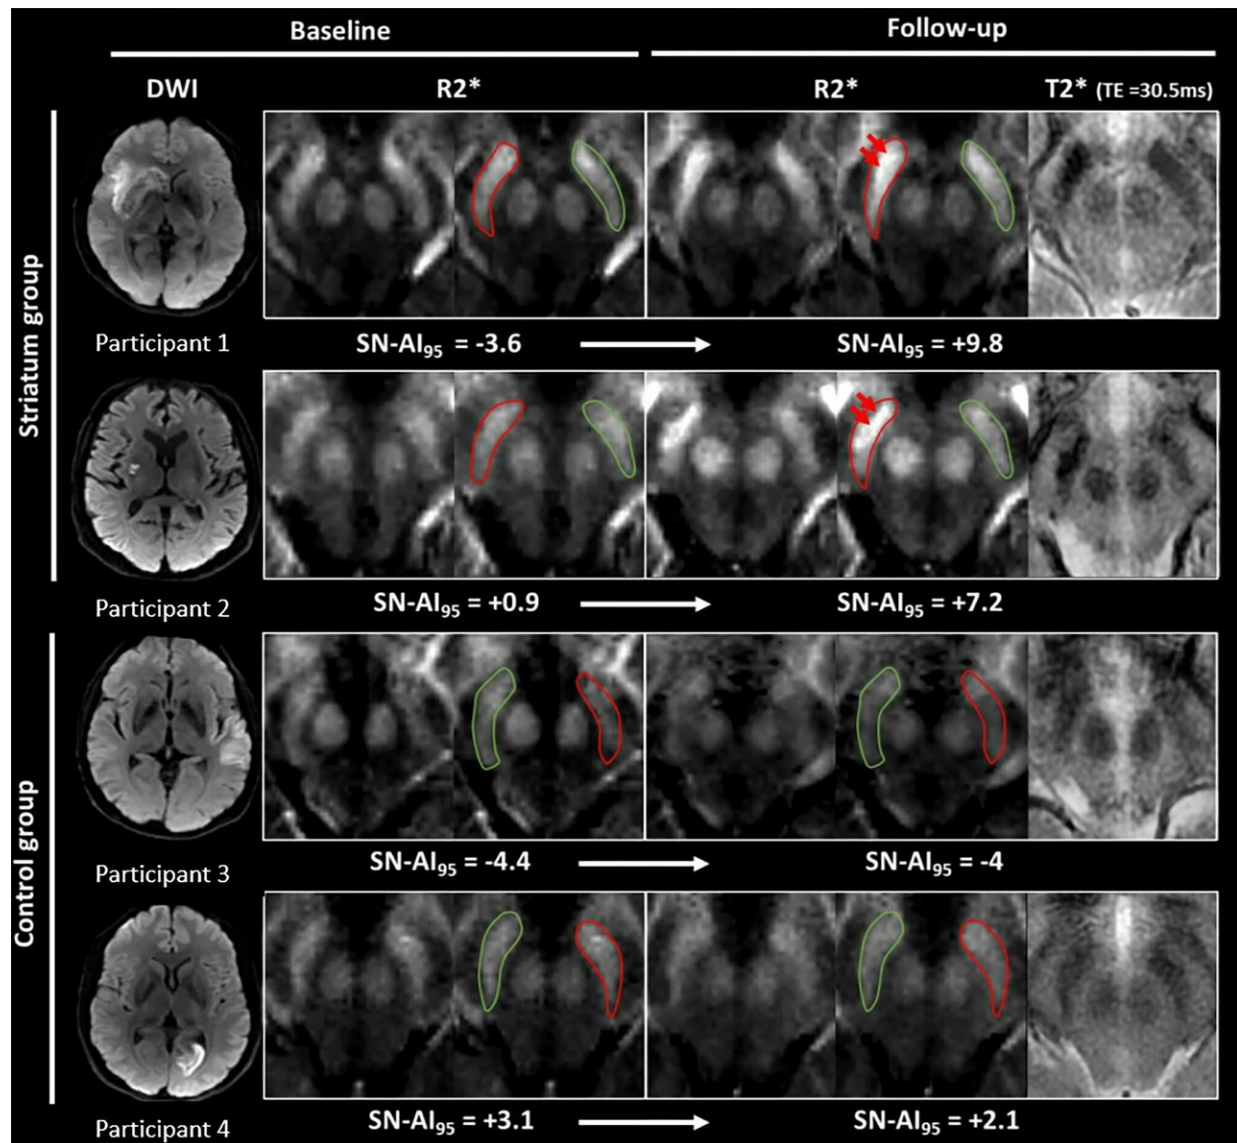 Baseline
Follow-up
DWI
R2*
R2*
T2* (TE =30.5ms)
Striatum group
Participant 1
SN-AI95 = -3.6
SN-AI95 = +9.8
Participant 2
SN-AI95 = +0.9
SN-AI95 = +7.2
Control group
Participant 3
SN-AI95 = -4.4
SN-AI95 = -4
Participant 4
SN-AI95 = +3.1
SN-AI95 = +2.1